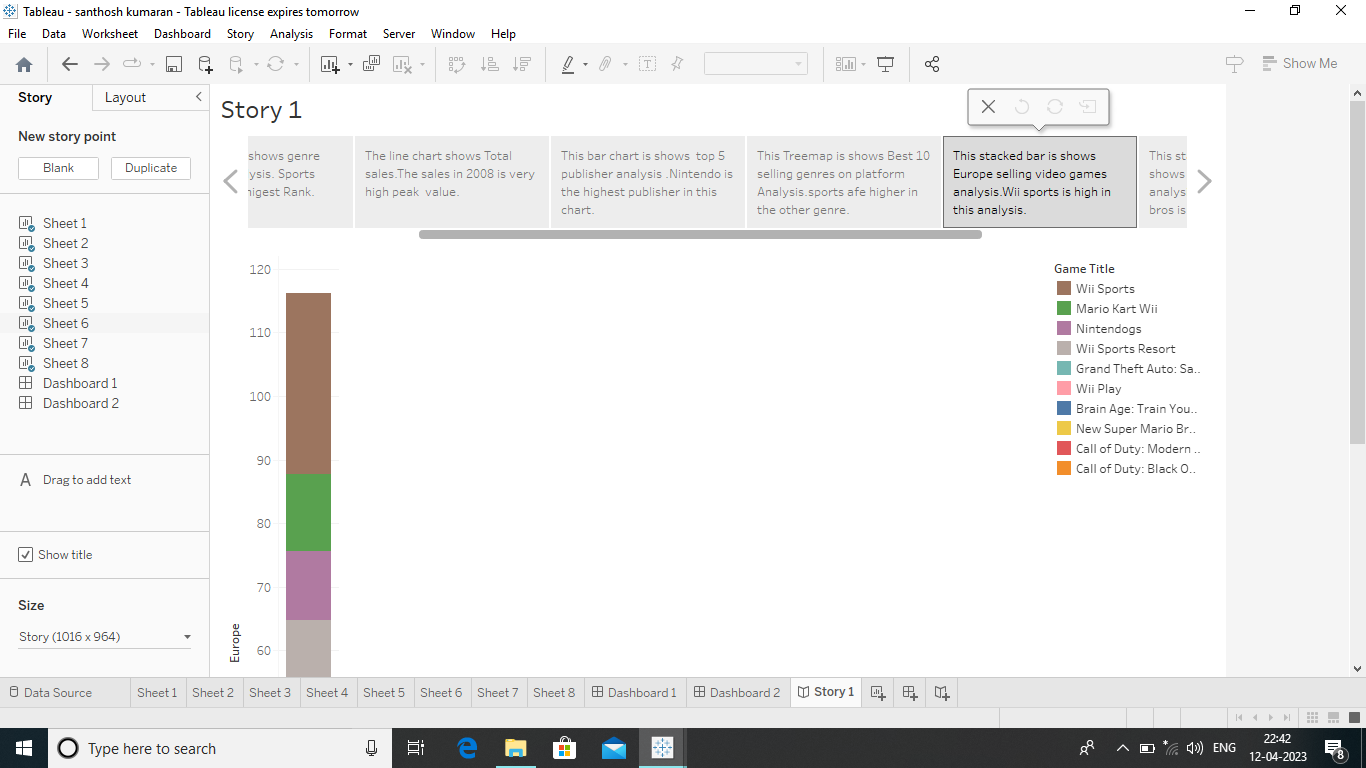 Tableau - santhosh kumaran - Tableau license expires tomorrow
File Data Worksheet Dashboard Story Analysis Format Server Window Help
Show Me
Story Layout
New story point
Blank Duplicate
Sheet 1
Sheet 2
Sheet 3
Sheet 4
Sheet 5
Sheet 6
Sheet 7
Sheet 8
Dashboard 1
Dashboard 2
A Drag to add text
Show title
Size
Story (1016 x 964)
Story 1
shows genre
ysis. Sports
igest Rank.
The line chart shows Total
sales.The sales in 2008 is very
high peak value.
This bar chart is shows top 5
publisher analysis .Nintendo is
the highest publisher in this
chart.
This Treemap is shows Best 10
selling genres on platform
Analysis.sports afe higher in
the other genre.
This stacked bar is shows
Europe selling video games
analysis.Wii sports is high in
this analysis.
This st
shows
analys
bros is
120
110
100
90
80
70
60
Europe
Game Title
Wii Sports
Mario Kart Wii
Nintendogs
Wii Sports Resort
Grand Theft Auto: Sa..
Wii Play
Brain Age: Train You..
New Super Mario Br..
Call of Duty: Modern ..
Call of Duty: Black O..
Data Source Sheet 1 Sheet 2 Sheet 3 Sheet 4 Sheet 5 Sheet 6 Sheet 7 Sheet 8 Dashboard 1 Dashboard 2 Story 1
Type here to search
ENG
22:42
12-04-2023
8